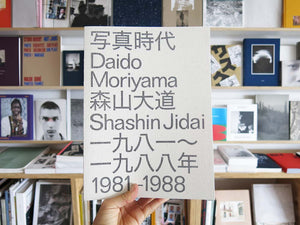 写真時代
Daido
Moriyama
森山大道
Shashin Jidai
一九八一〜
一九八八年
1981–1988